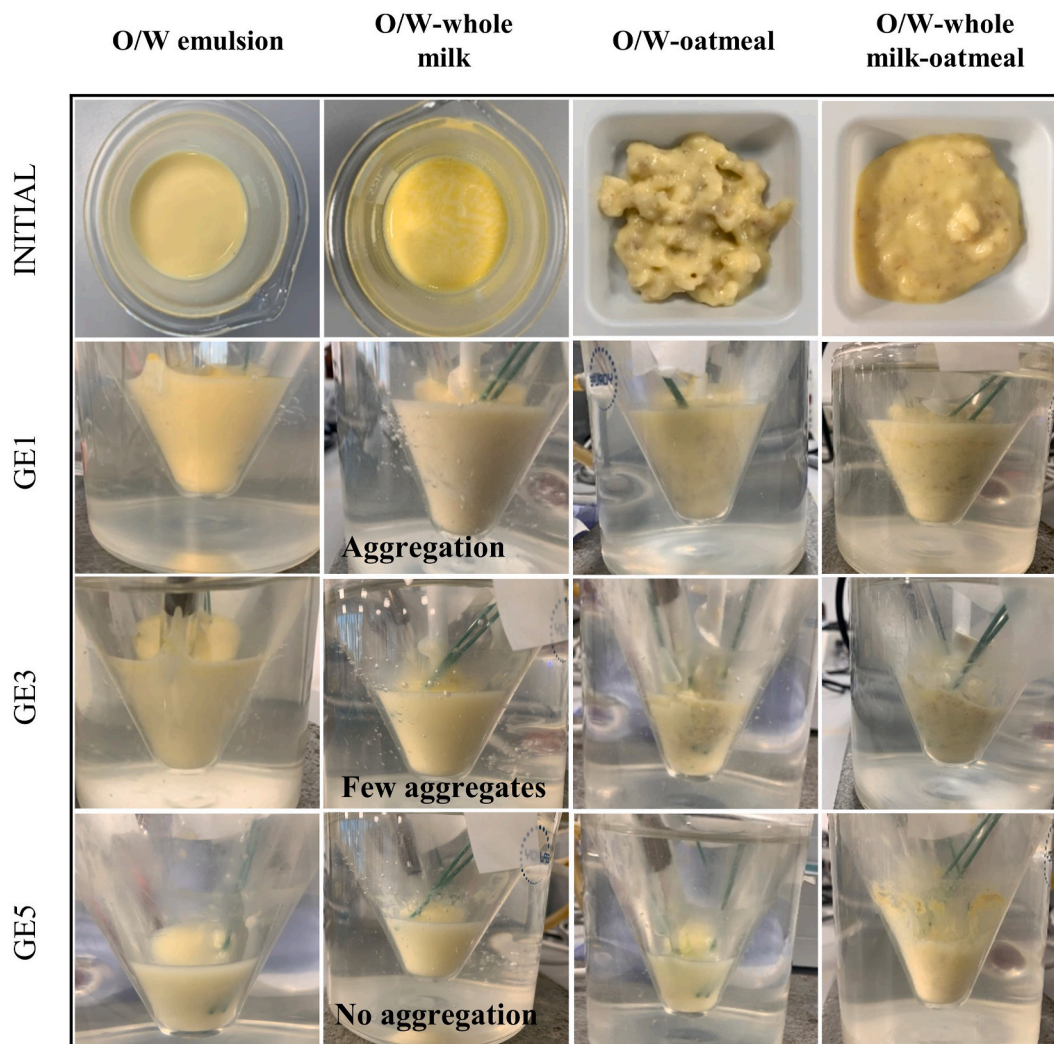 O/W emulsion
O/W-whole
milk
O/W-oatmeal
O/W-whole
milk-oatmeal
INITIAL
GE1
Aggregation
GE3
Few aggregates
GE5
No aggregation